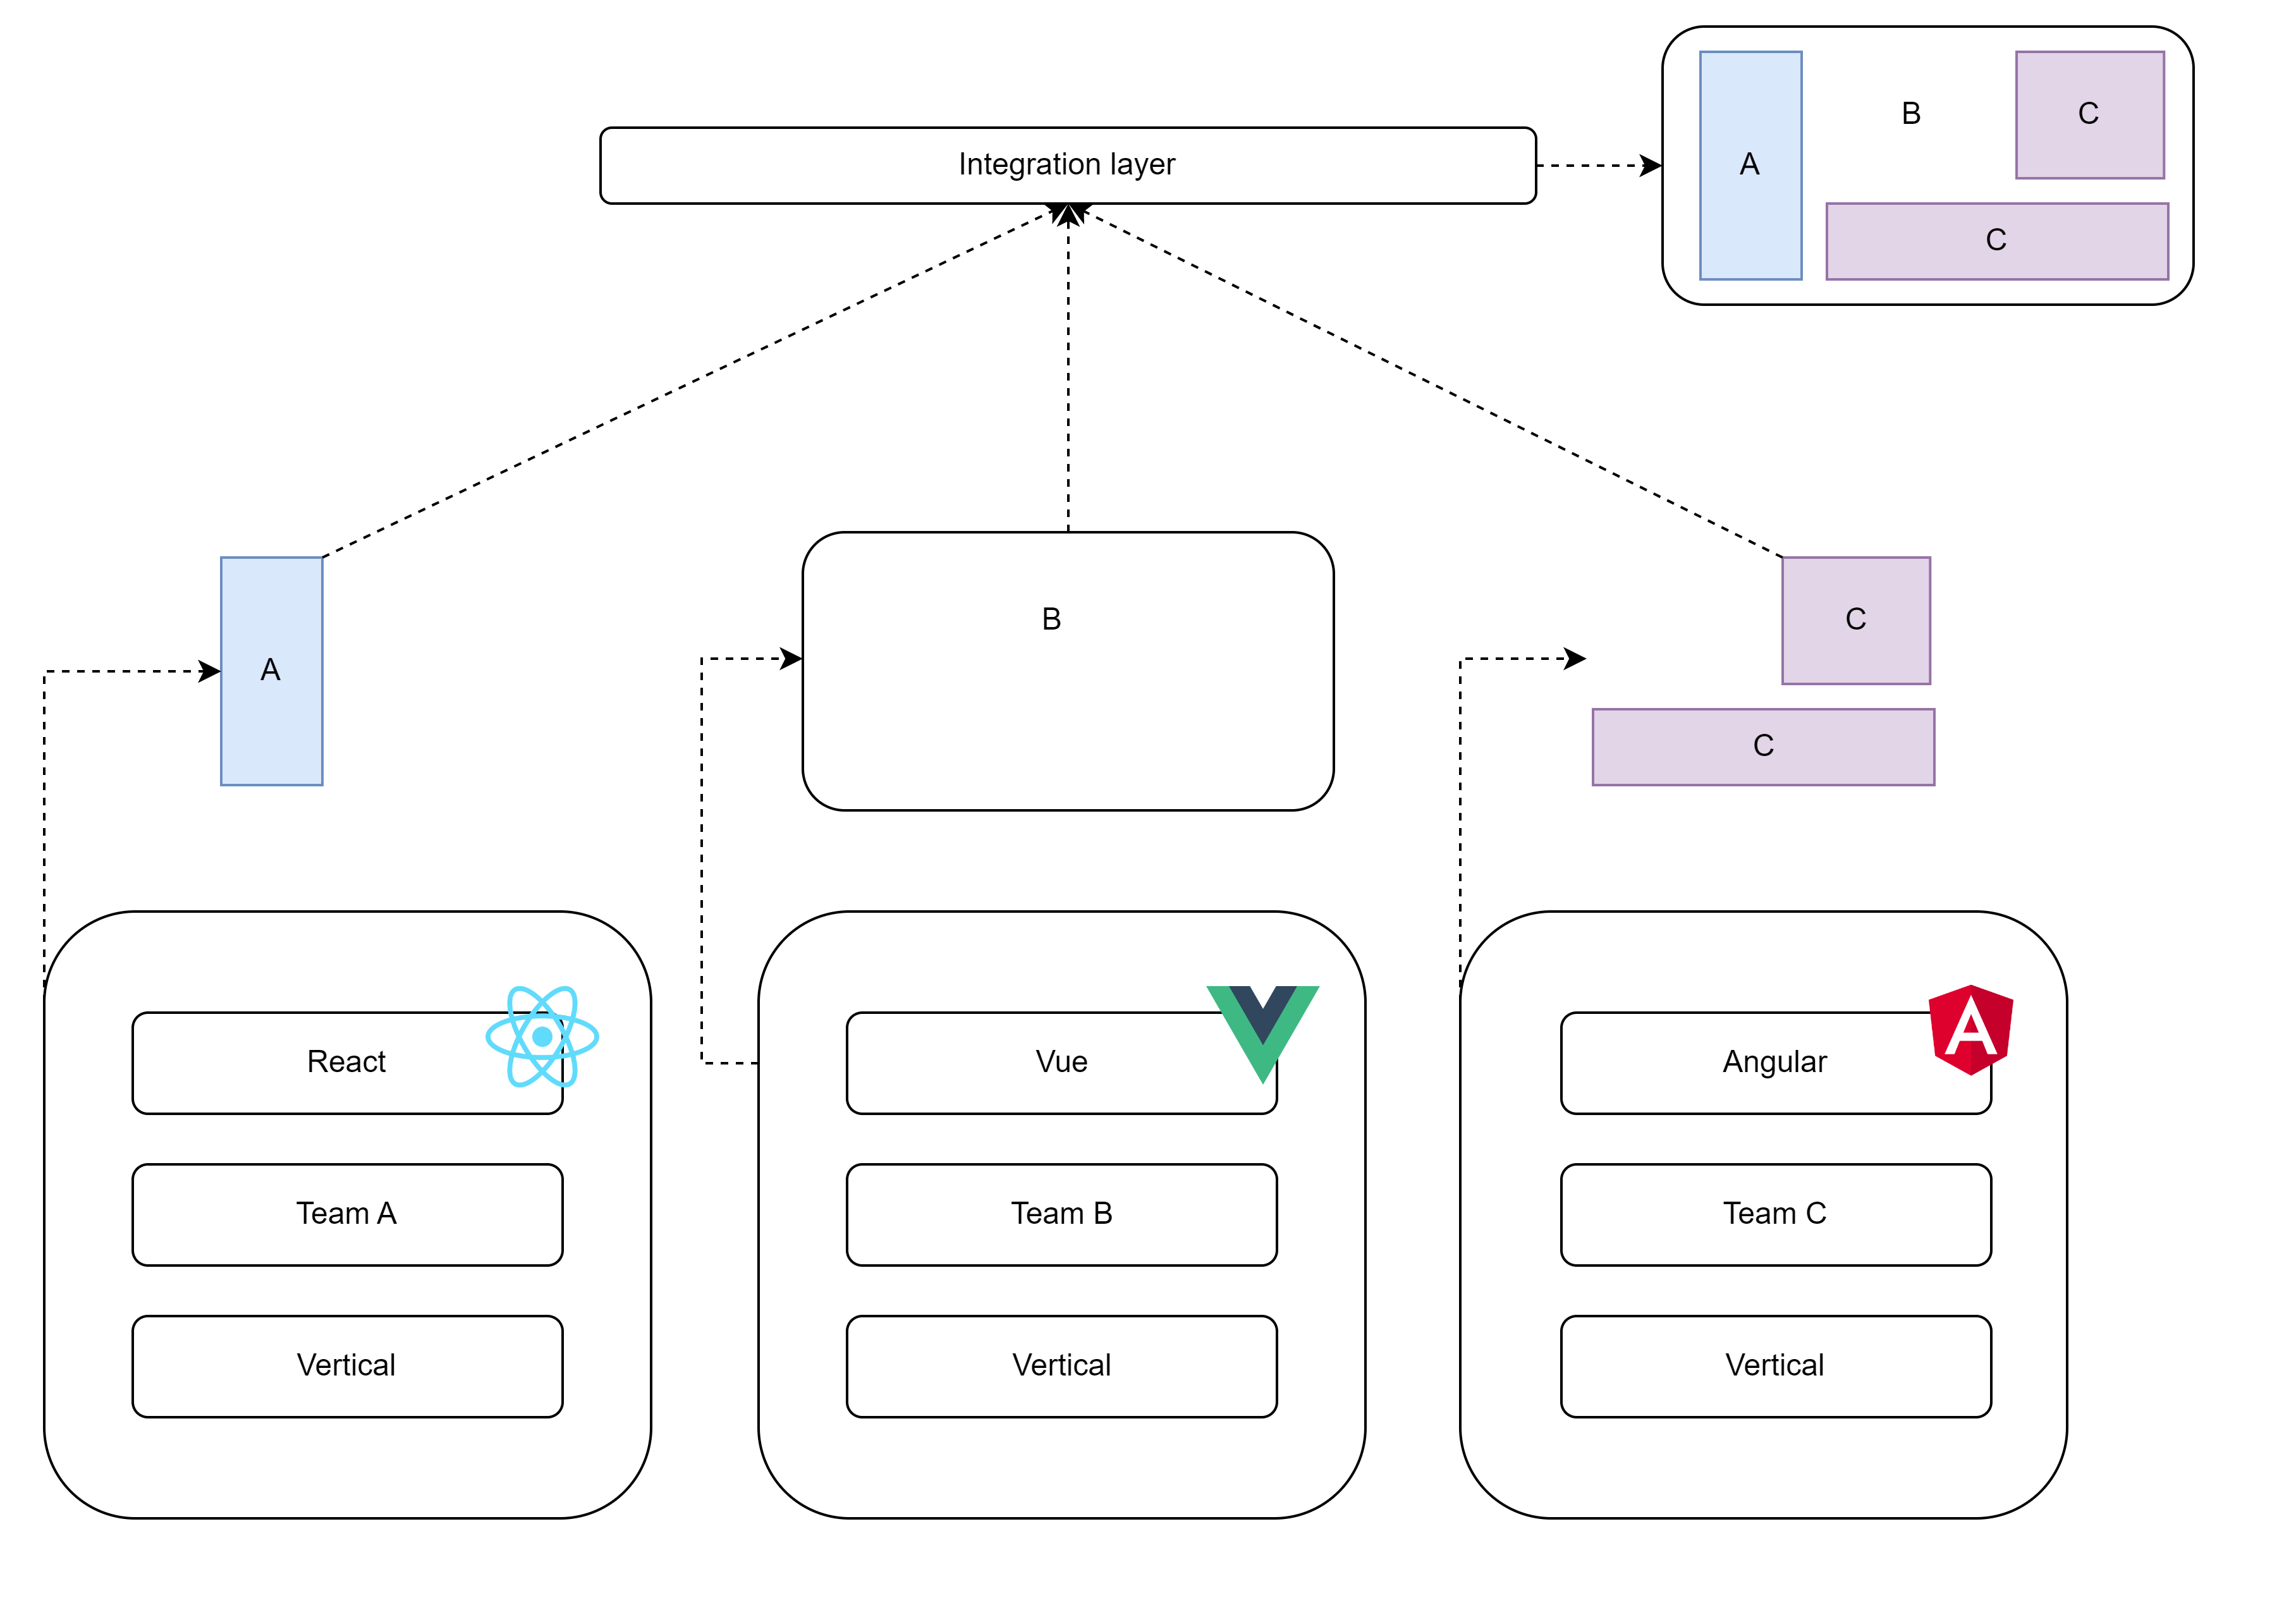 B
C
Integration layer
A
C
A
B
C
C
React
Vue
Angular
Team A
Team B
Team C
Vertical
Vertical
Vertical